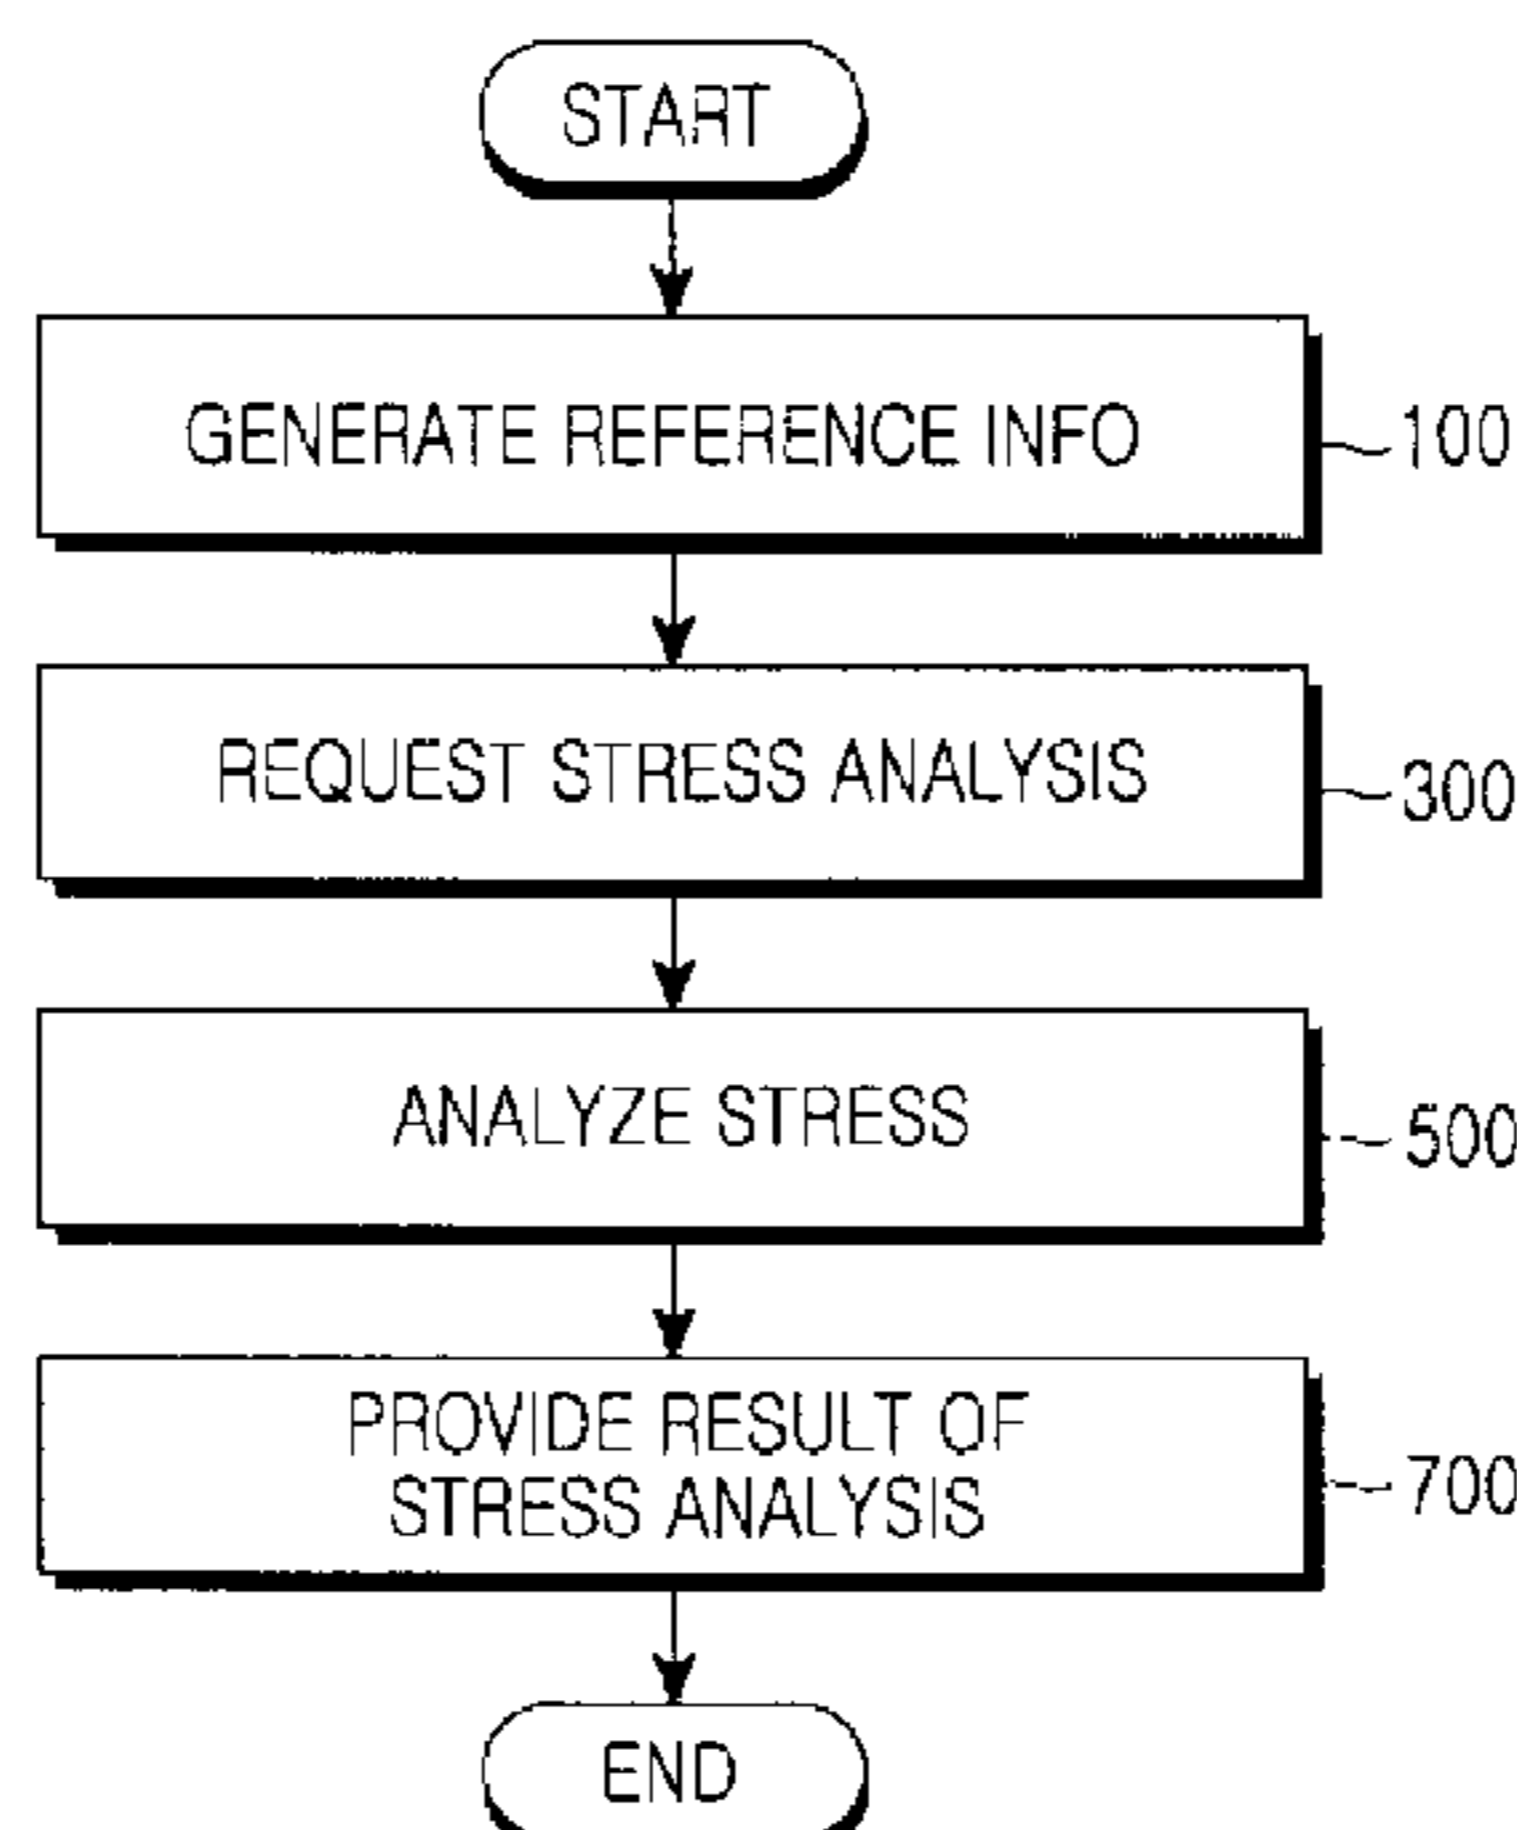 START
GENERATE REFERENCE INFO
100
REQUEST STRESS ANALYSIS
300
ANALYZE STRESS
500
PROVIDE RESULT OF
STRESS ANALYSIS
700
END